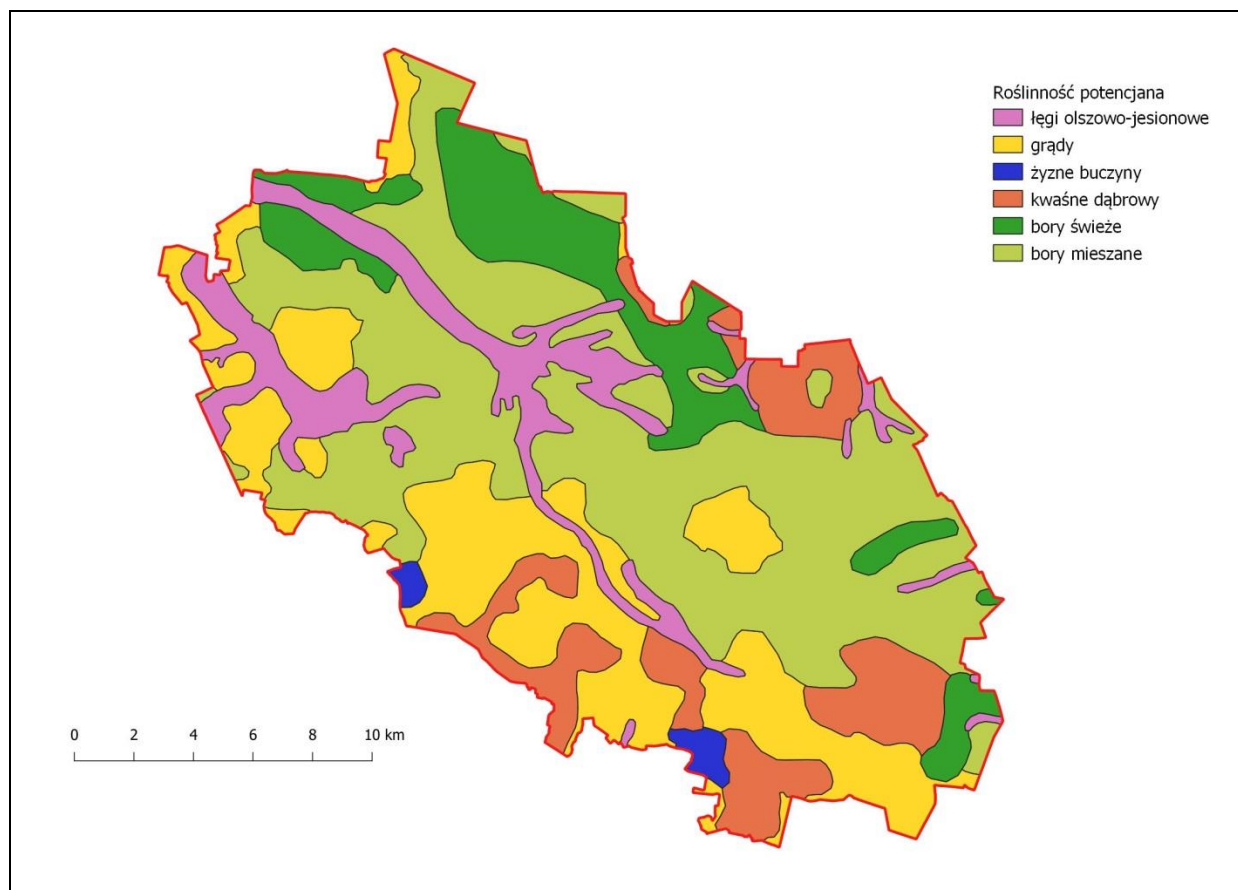 Roślinność potencjana
łęgi olszowo-jesionowe
grądy
żyzne buczyny
kwaśne dąbrowy
bory świeże
bory mieszane
0 2 4 6 8 10 km